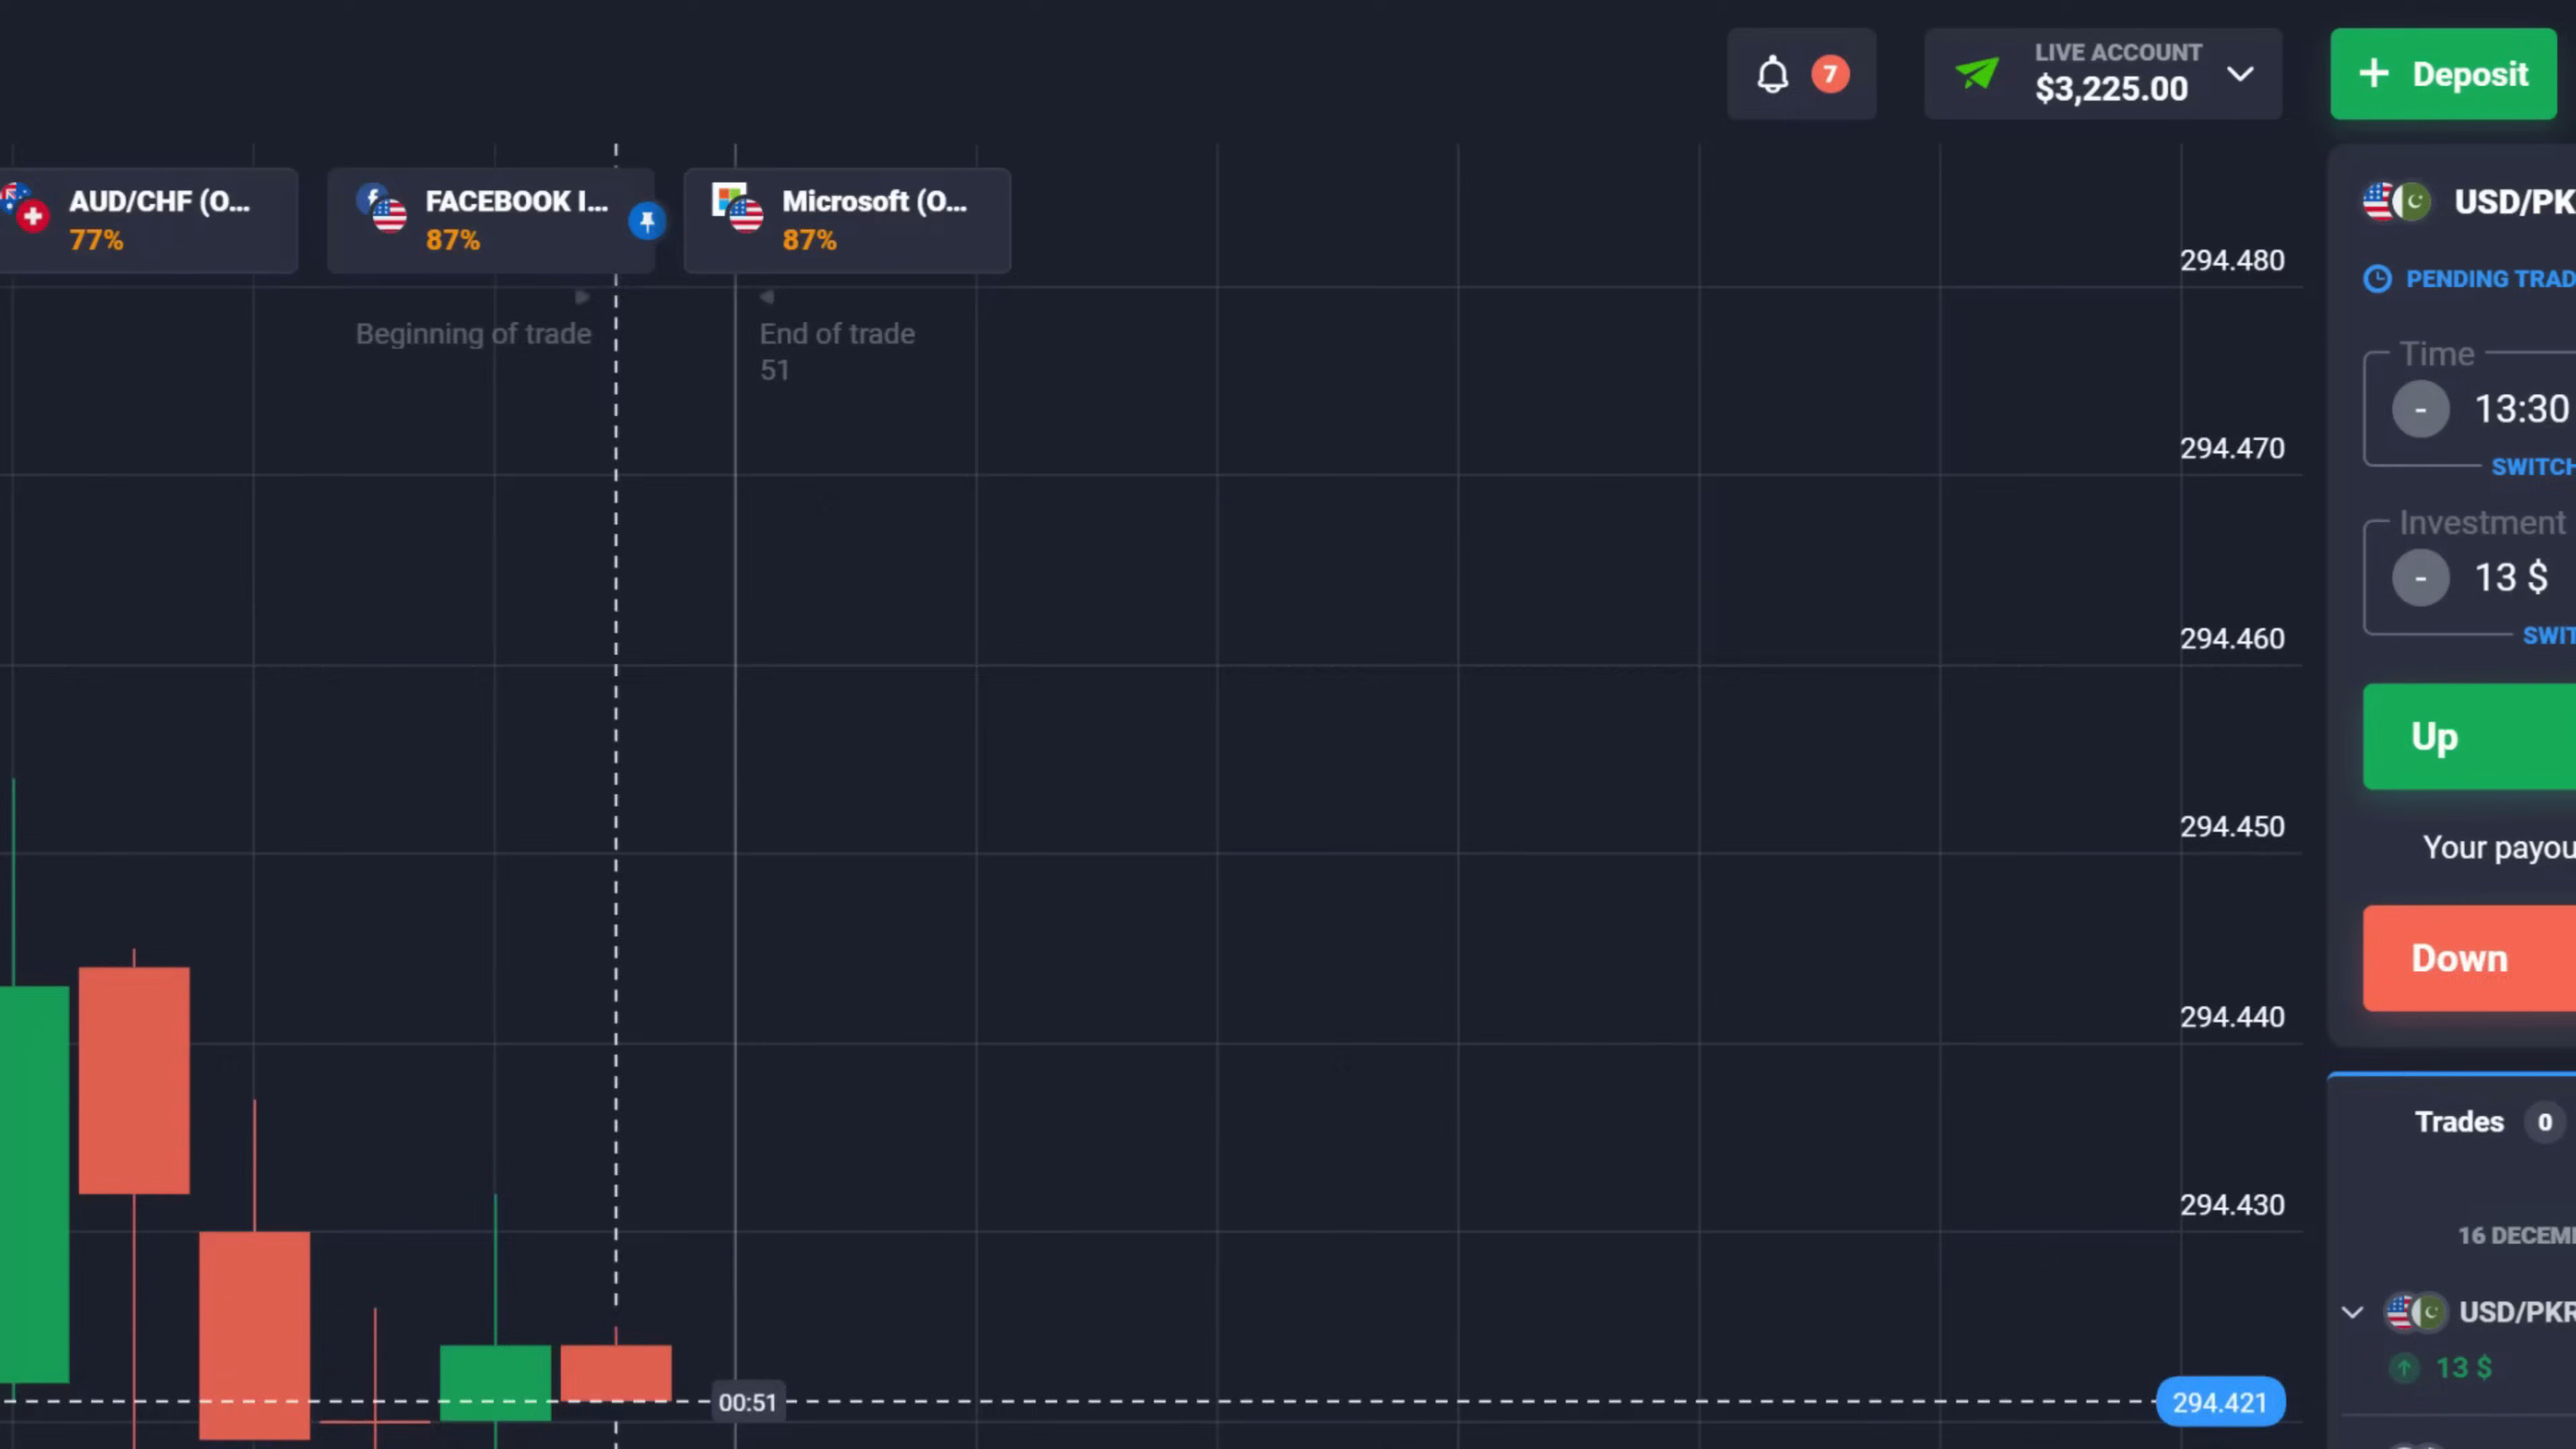 7
LIVE ACCOUNT
$3,225.00
+ Deposit
AUD/CHF (O...
77%
FACEBOOK I...
87%
Microsoft (O...
87%
Beginning of trade
End of trade
51
294.480
294.470
294.460
294.450
294.440
294.430
294.421
00:51
USD/PK
PENDING TRAD
Time
- 13:30
SWITCH
Investment
- 13 $
SWIT
Up
Your payou
Down
Trades 0
16 DECEM
USD/PKR
13 $